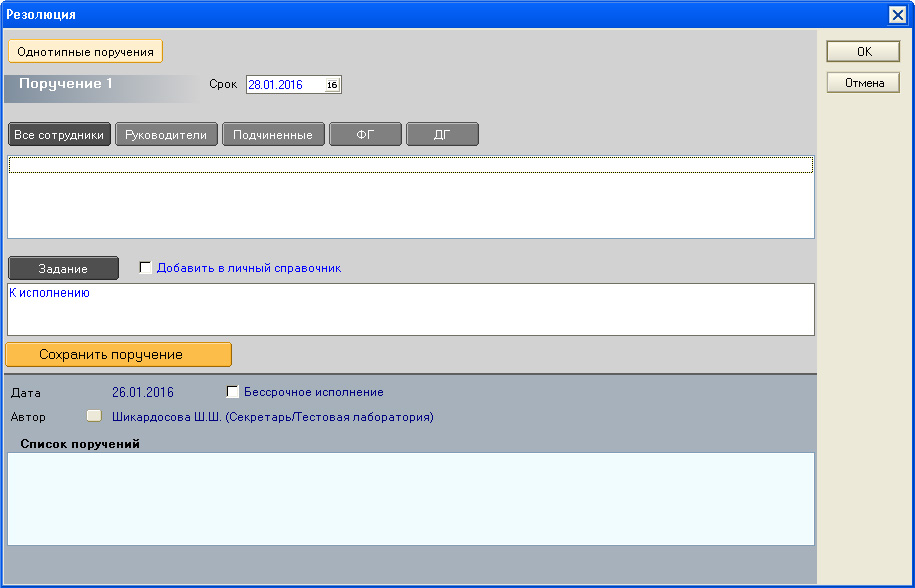 Резолюция
Однотипные поручения
OK
Поручение 1
Срок 28.01.2016 16
Отмена
Все сотрудники Руководители Подчиненные ФГ ДГ
Задание Добавить в личный справочник
К исполнению
Сохранить поручение
Дата 26.01.2016 Бессрочное исполнение
Автор Шикардосова Ш.Ш. (Секретарь/Тестовая лаборатория)
Список поручений